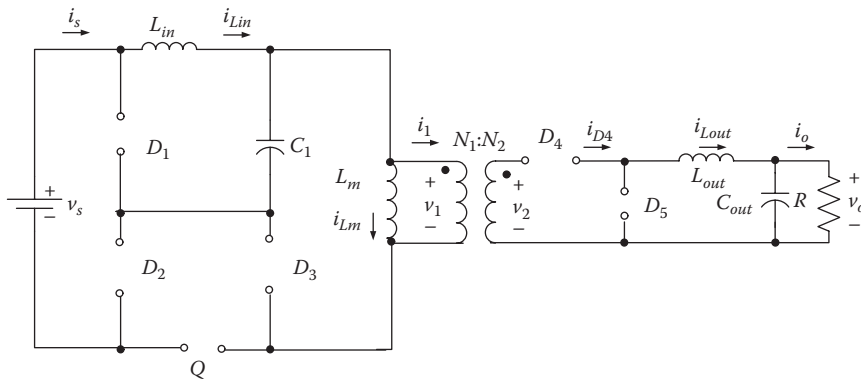 i_s L_in i_Lin
D_1 C_1
i_1 N_1:N_2 D_4 i_D4 i_Lout i_o
L_m + v_1 − + v_2 − L_out
+ v_s − i_Lm D_5 C_out R + v_o −
D_2 D_3
Q